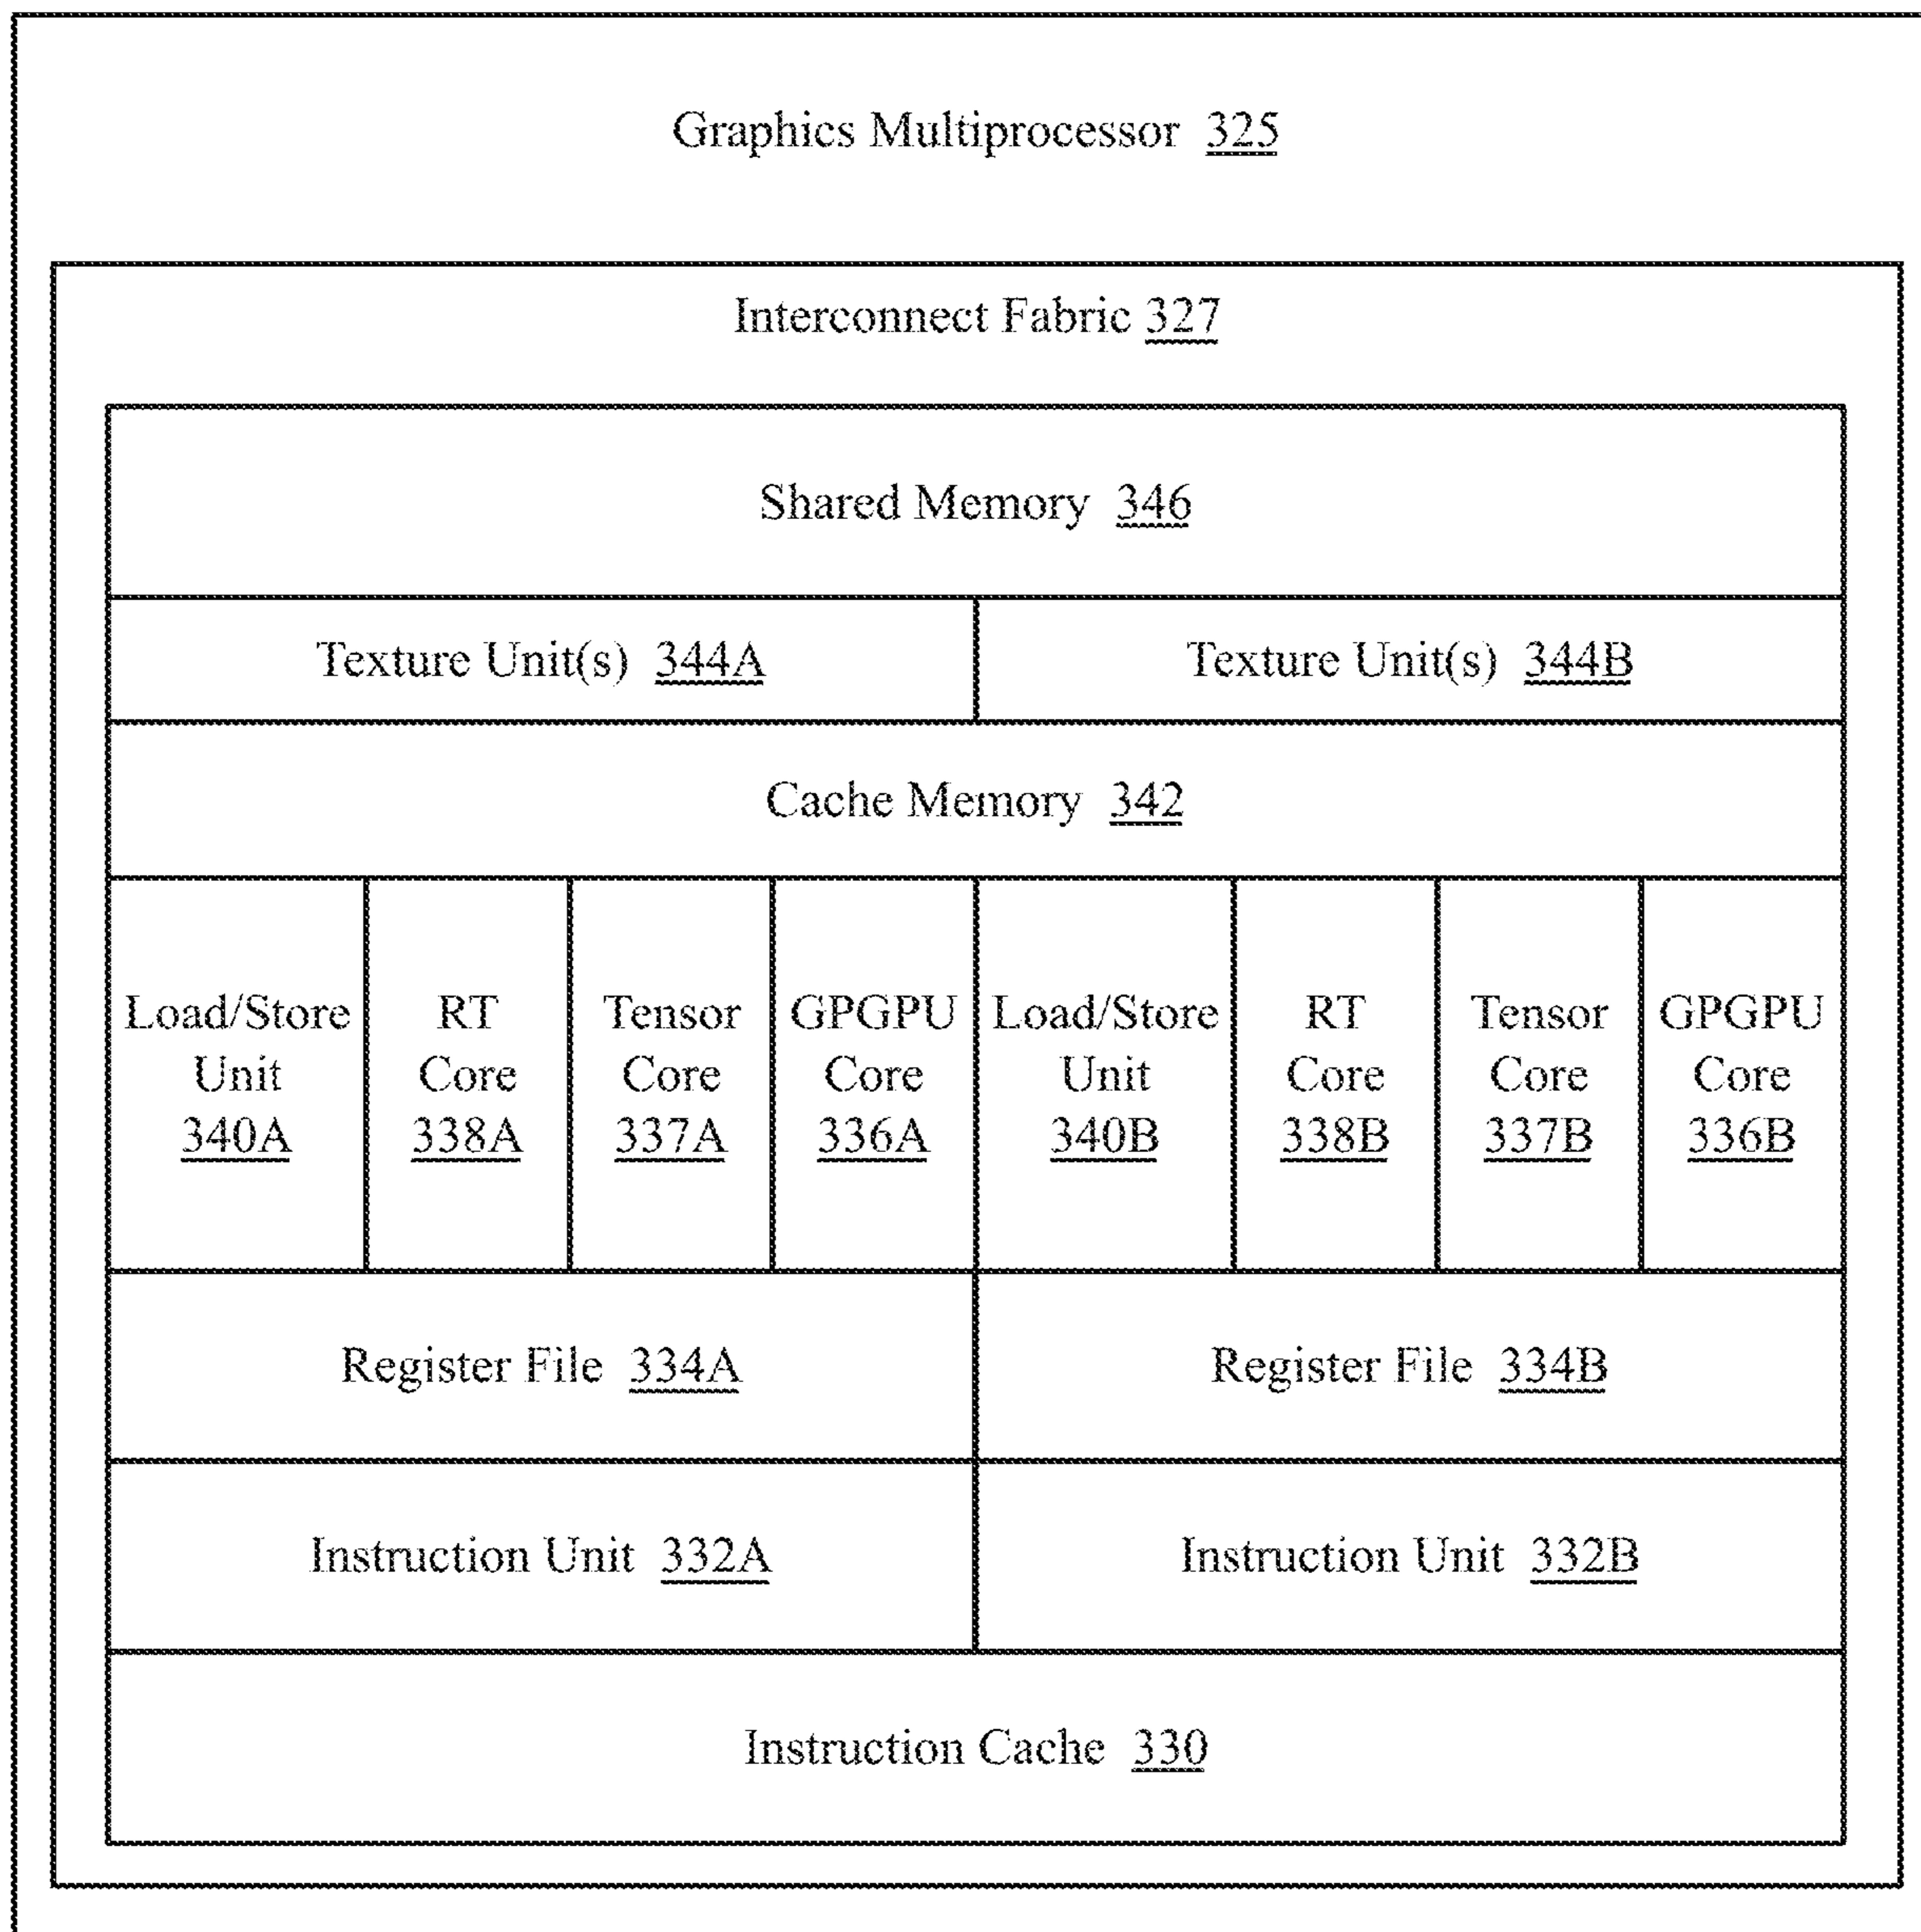 Graphics Multiprocessor 325
Interconnect Fabric 327
Shared Memory 346
Texture Unit(s) 344A
Texture Unit(s) 344B
Cache Memory 342
Load/Store
Unit
340A
RT
Core
338A
Tensor
Core
337A
GPGPU
Core
336A
Load/Store
Unit
340B
RT
Core
338B
Tensor
Core
337B
GPGPU
Core
336B
Register File 334A
Register File 334B
Instruction Unit 332A
Instruction Unit 332B
Instruction Cache 330